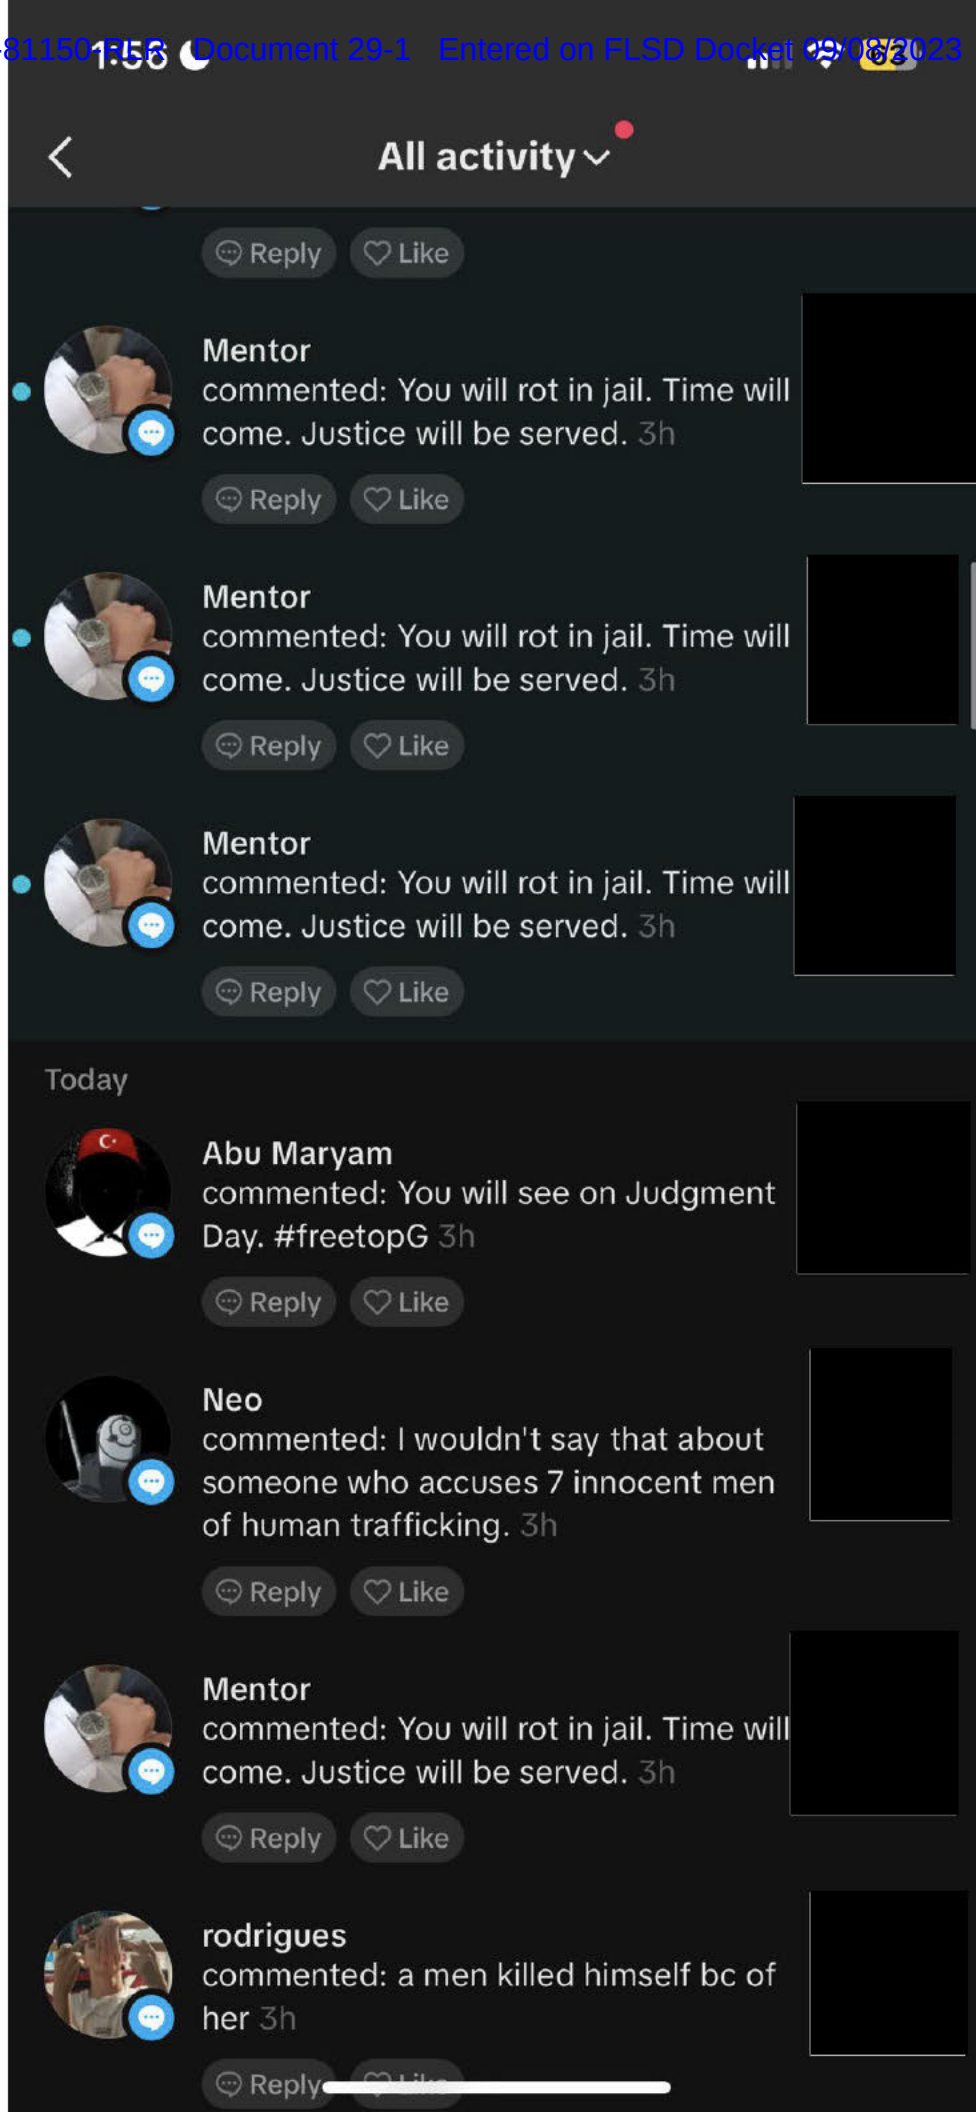 -81150-RLR Document 29-1 Entered on FLSD Docket 09/08/2023
1:56
All activity
Reply Like
Mentor
commented: You will rot in jail. Time will
come. Justice will be served. 3h
Reply Like
Mentor
commented: You will rot in jail. Time will
come. Justice will be served. 3h
Reply Like
Mentor
commented: You will rot in jail. Time will
come. Justice will be served. 3h
Reply Like
Today
Abu Maryam
commented: You will see on Judgment
Day. #freetopG 3h
Reply Like
Neo
commented: I wouldn't say that about
someone who accuses 7 innocent men
of human trafficking. 3h
Reply Like
Mentor
commented: You will rot in jail. Time will
come. Justice will be served. 3h
Reply Like
rodrigues
commented: a men killed himself bc of
her 3h
Reply Like